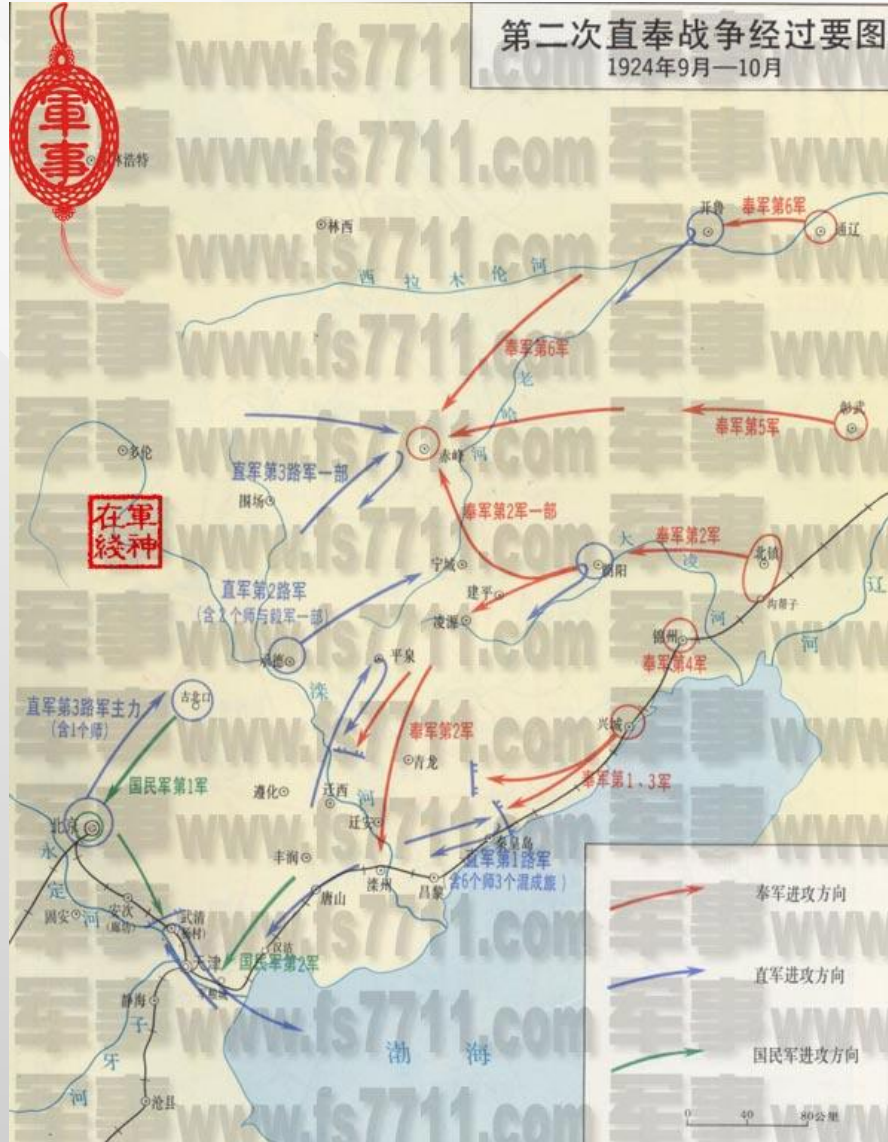 第二次直奉战争经过要图
1924年9月—10月
軍事
林浩特
林西
开鲁
奉军第6军
通辽
西拉木伦河
奉军第6军
老哈河
彰武
奉军第5军
赤峰
多伦
直军第3路军一部
围场
軍神
在綫
奉军第2军一部
大凌河
奉军第2军
北镇
宁城
朝阳
建平
沟帮子
辽河
直军第2路军
(含2个师与毅军一部)
凌源
锦州
奉军第4军
承德
平泉
滦河
古北口
直军第3路军主力
(含1个师)
奉军第2军
兴城
青龙
奉军第1、3军
国民军第1军
遵化
迁西
迁安
北京
秦皇岛
直军第1路军
含6个师3个混成旅)
永定河
丰润
滦州
昌黎
唐山
固安
安次
(廊坊)
武清
(杨村)
汉沽
天津
国民军第2军
静海
子牙河
渤海
沧县
奉军进攻方向
直军进攻方向
国民军进攻方向
0 40 80公里
军事 www.fs7711.com 军事 www